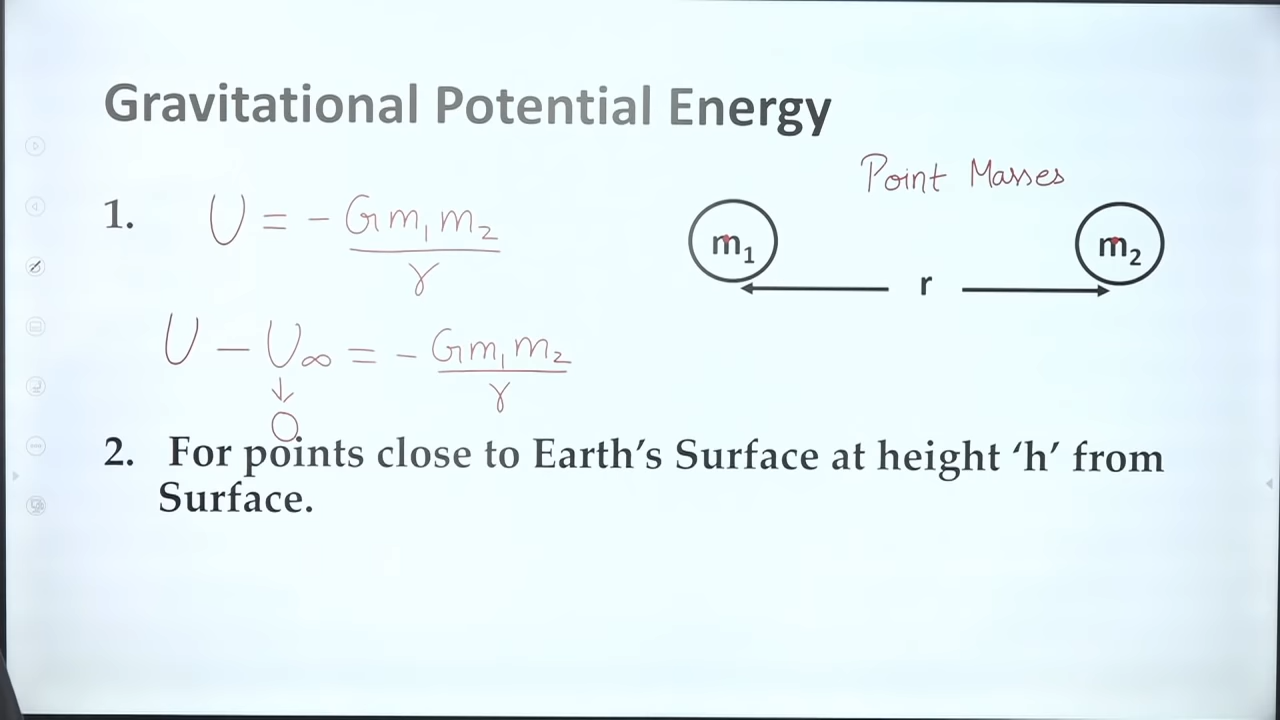 Gravitational Potential Energy
Point Masses
1. U = - Gm₁m₂/r
m₁ m₂
r
U - U∞ = - Gm₁m₂/r
↓
0
2. For points close to Earth's Surface at height 'h' from
Surface.